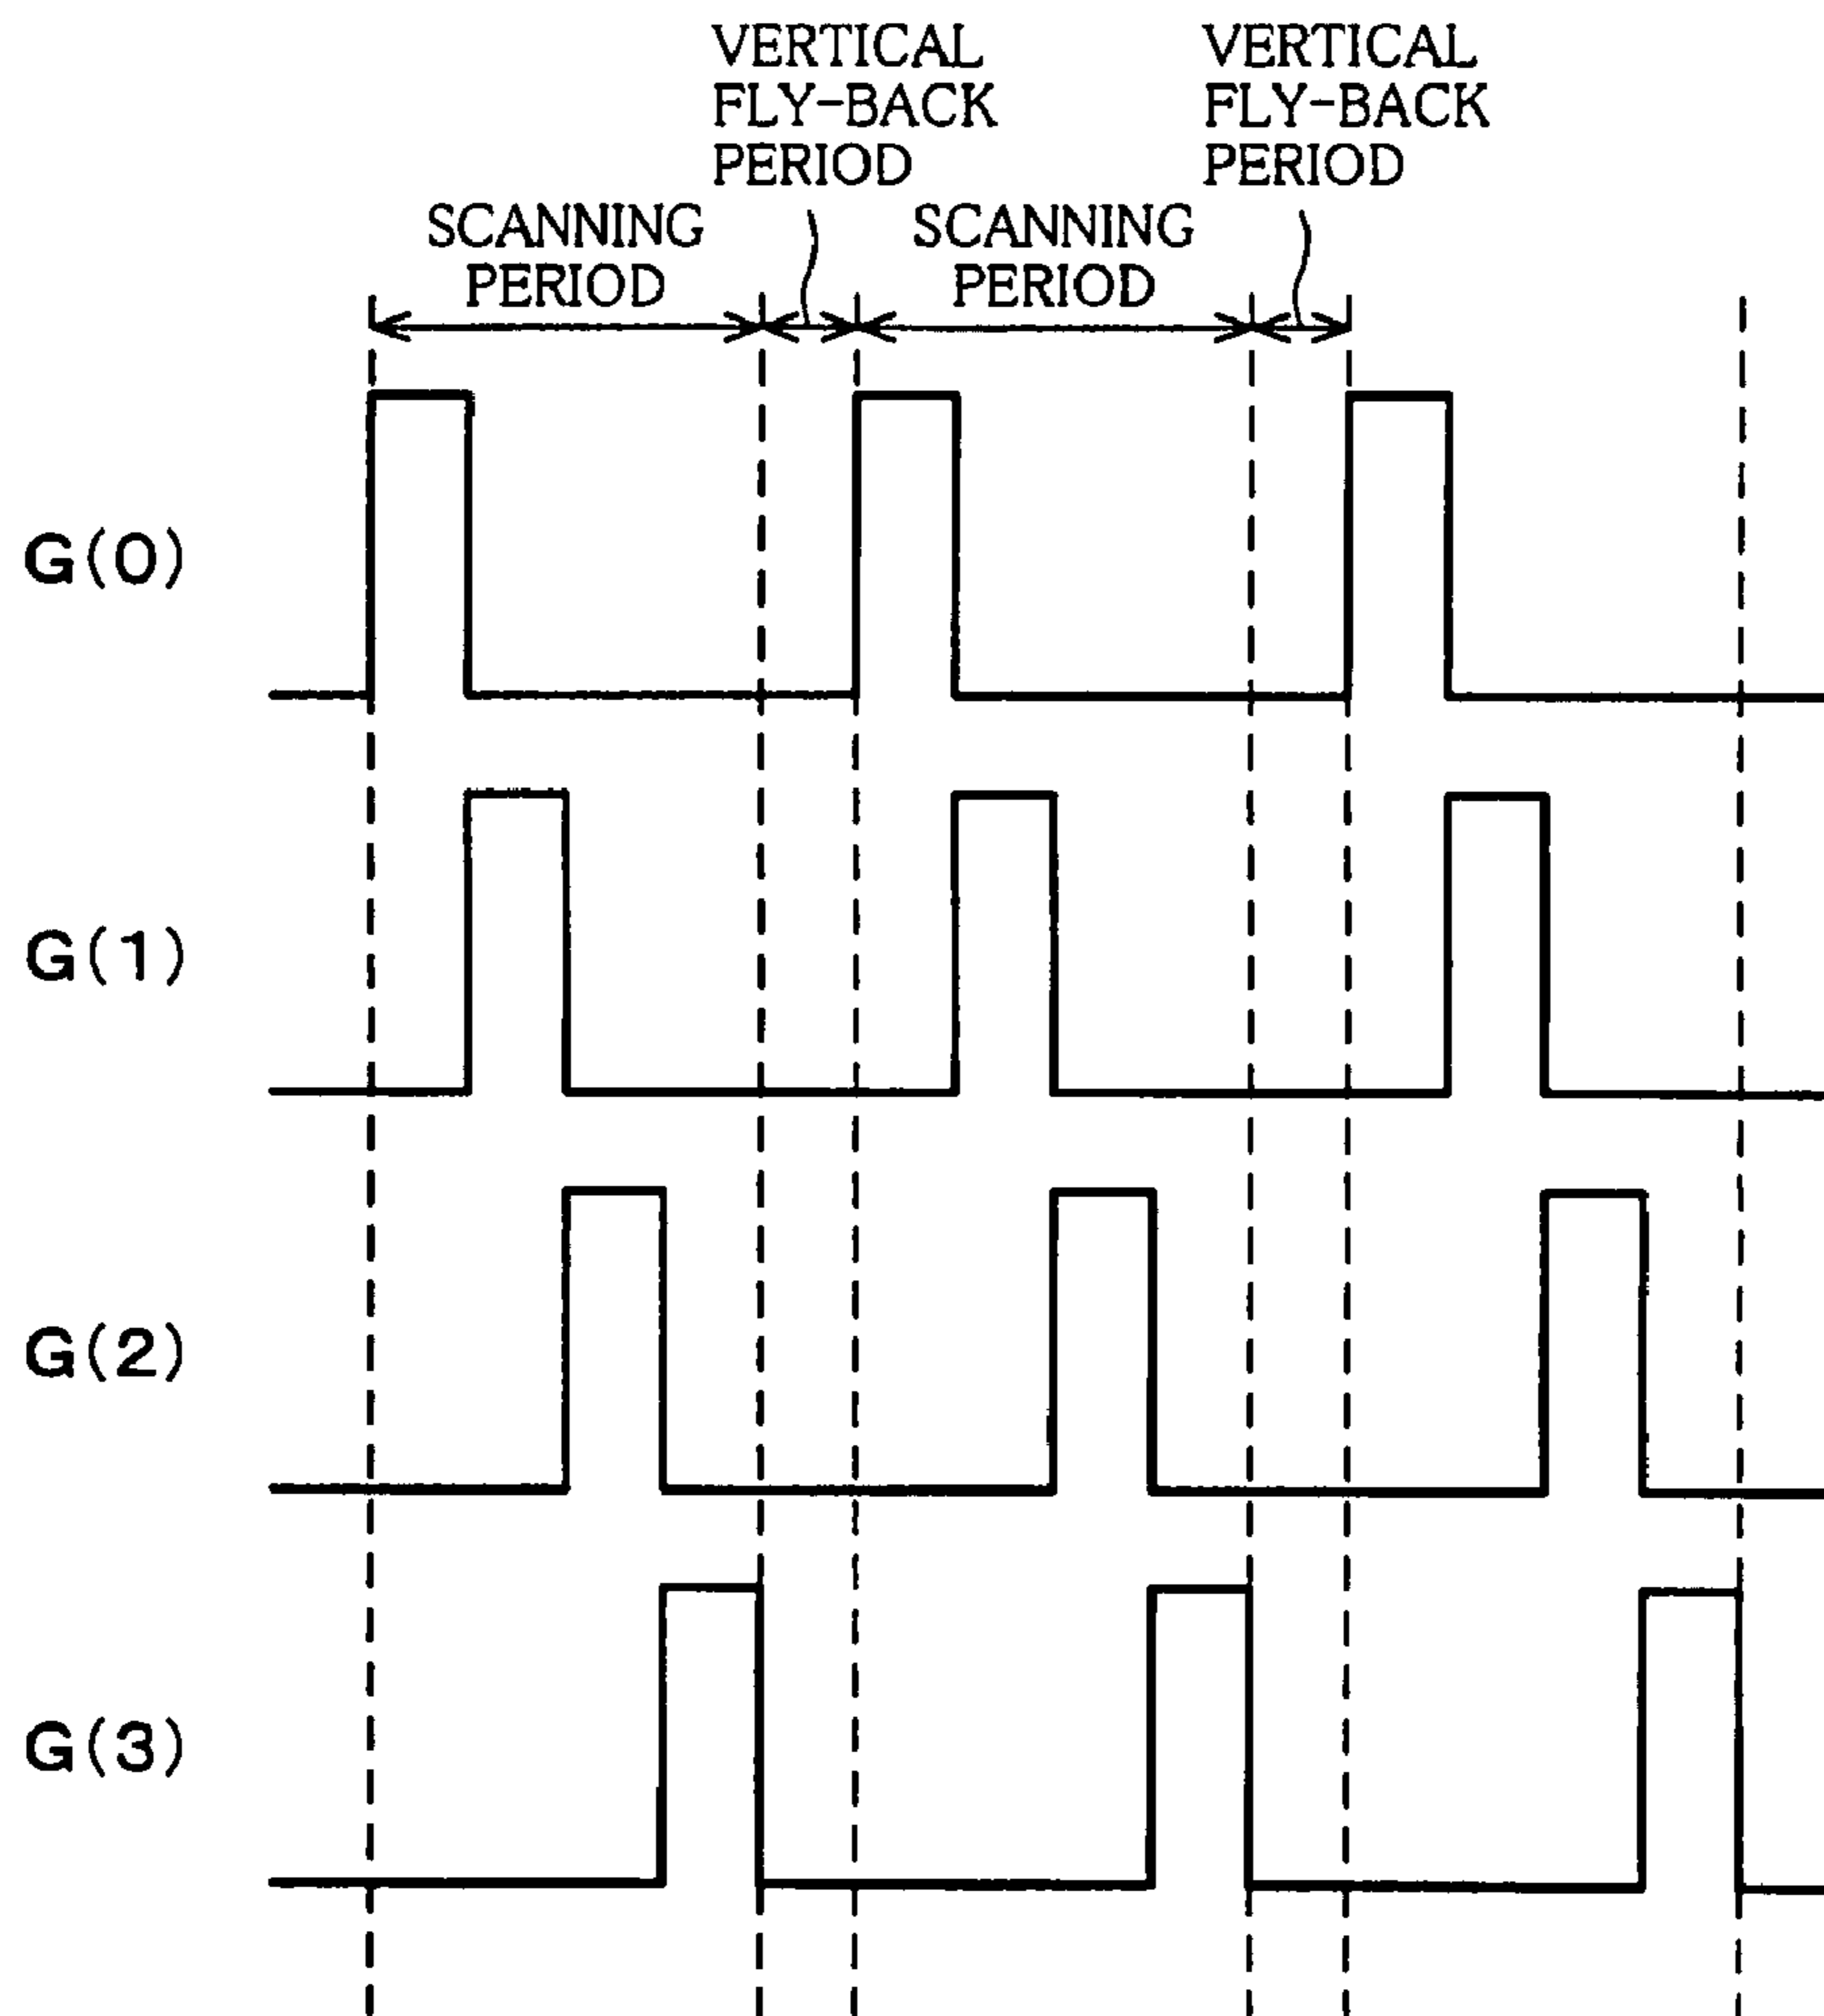 VERTICAL
FLY-BACK
PERIOD
VERTICAL
FLY-BACK
PERIOD
SCANNING
PERIOD
SCANNING
PERIOD
G(0)
G(1)
G(2)
G(3)